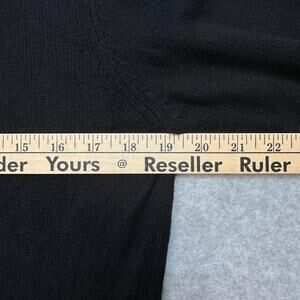 15 16 17 18 19 20 21 22
der Yours @ Reseller Ruler